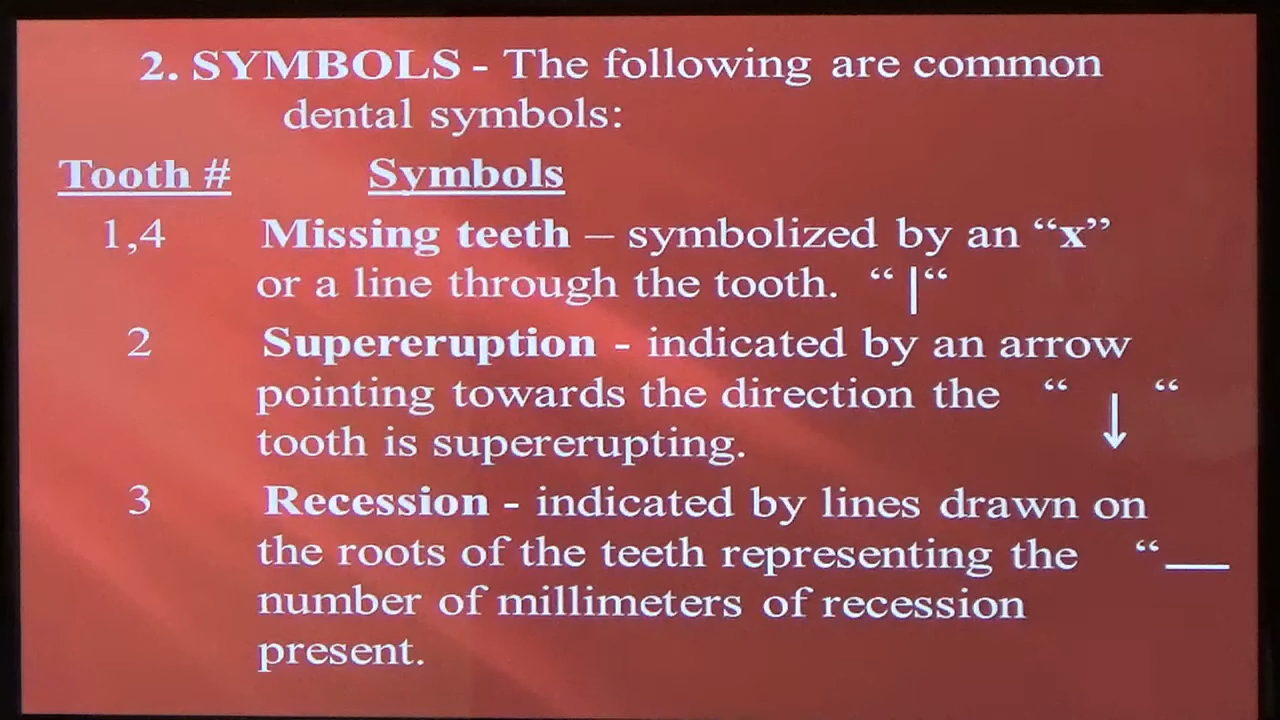 2. SYMBOLS - The following are common
dental symbols:
Tooth # Symbols
1,4 Missing teeth – symbolized by an “x”
or a line through the tooth. “ | “
2 Supereruption - indicated by an arrow
pointing towards the direction the “ ↓ “
tooth is supererupting.
3 Recession - indicated by lines drawn on
the roots of the teeth representing the “__
number of millimeters of recession
present.